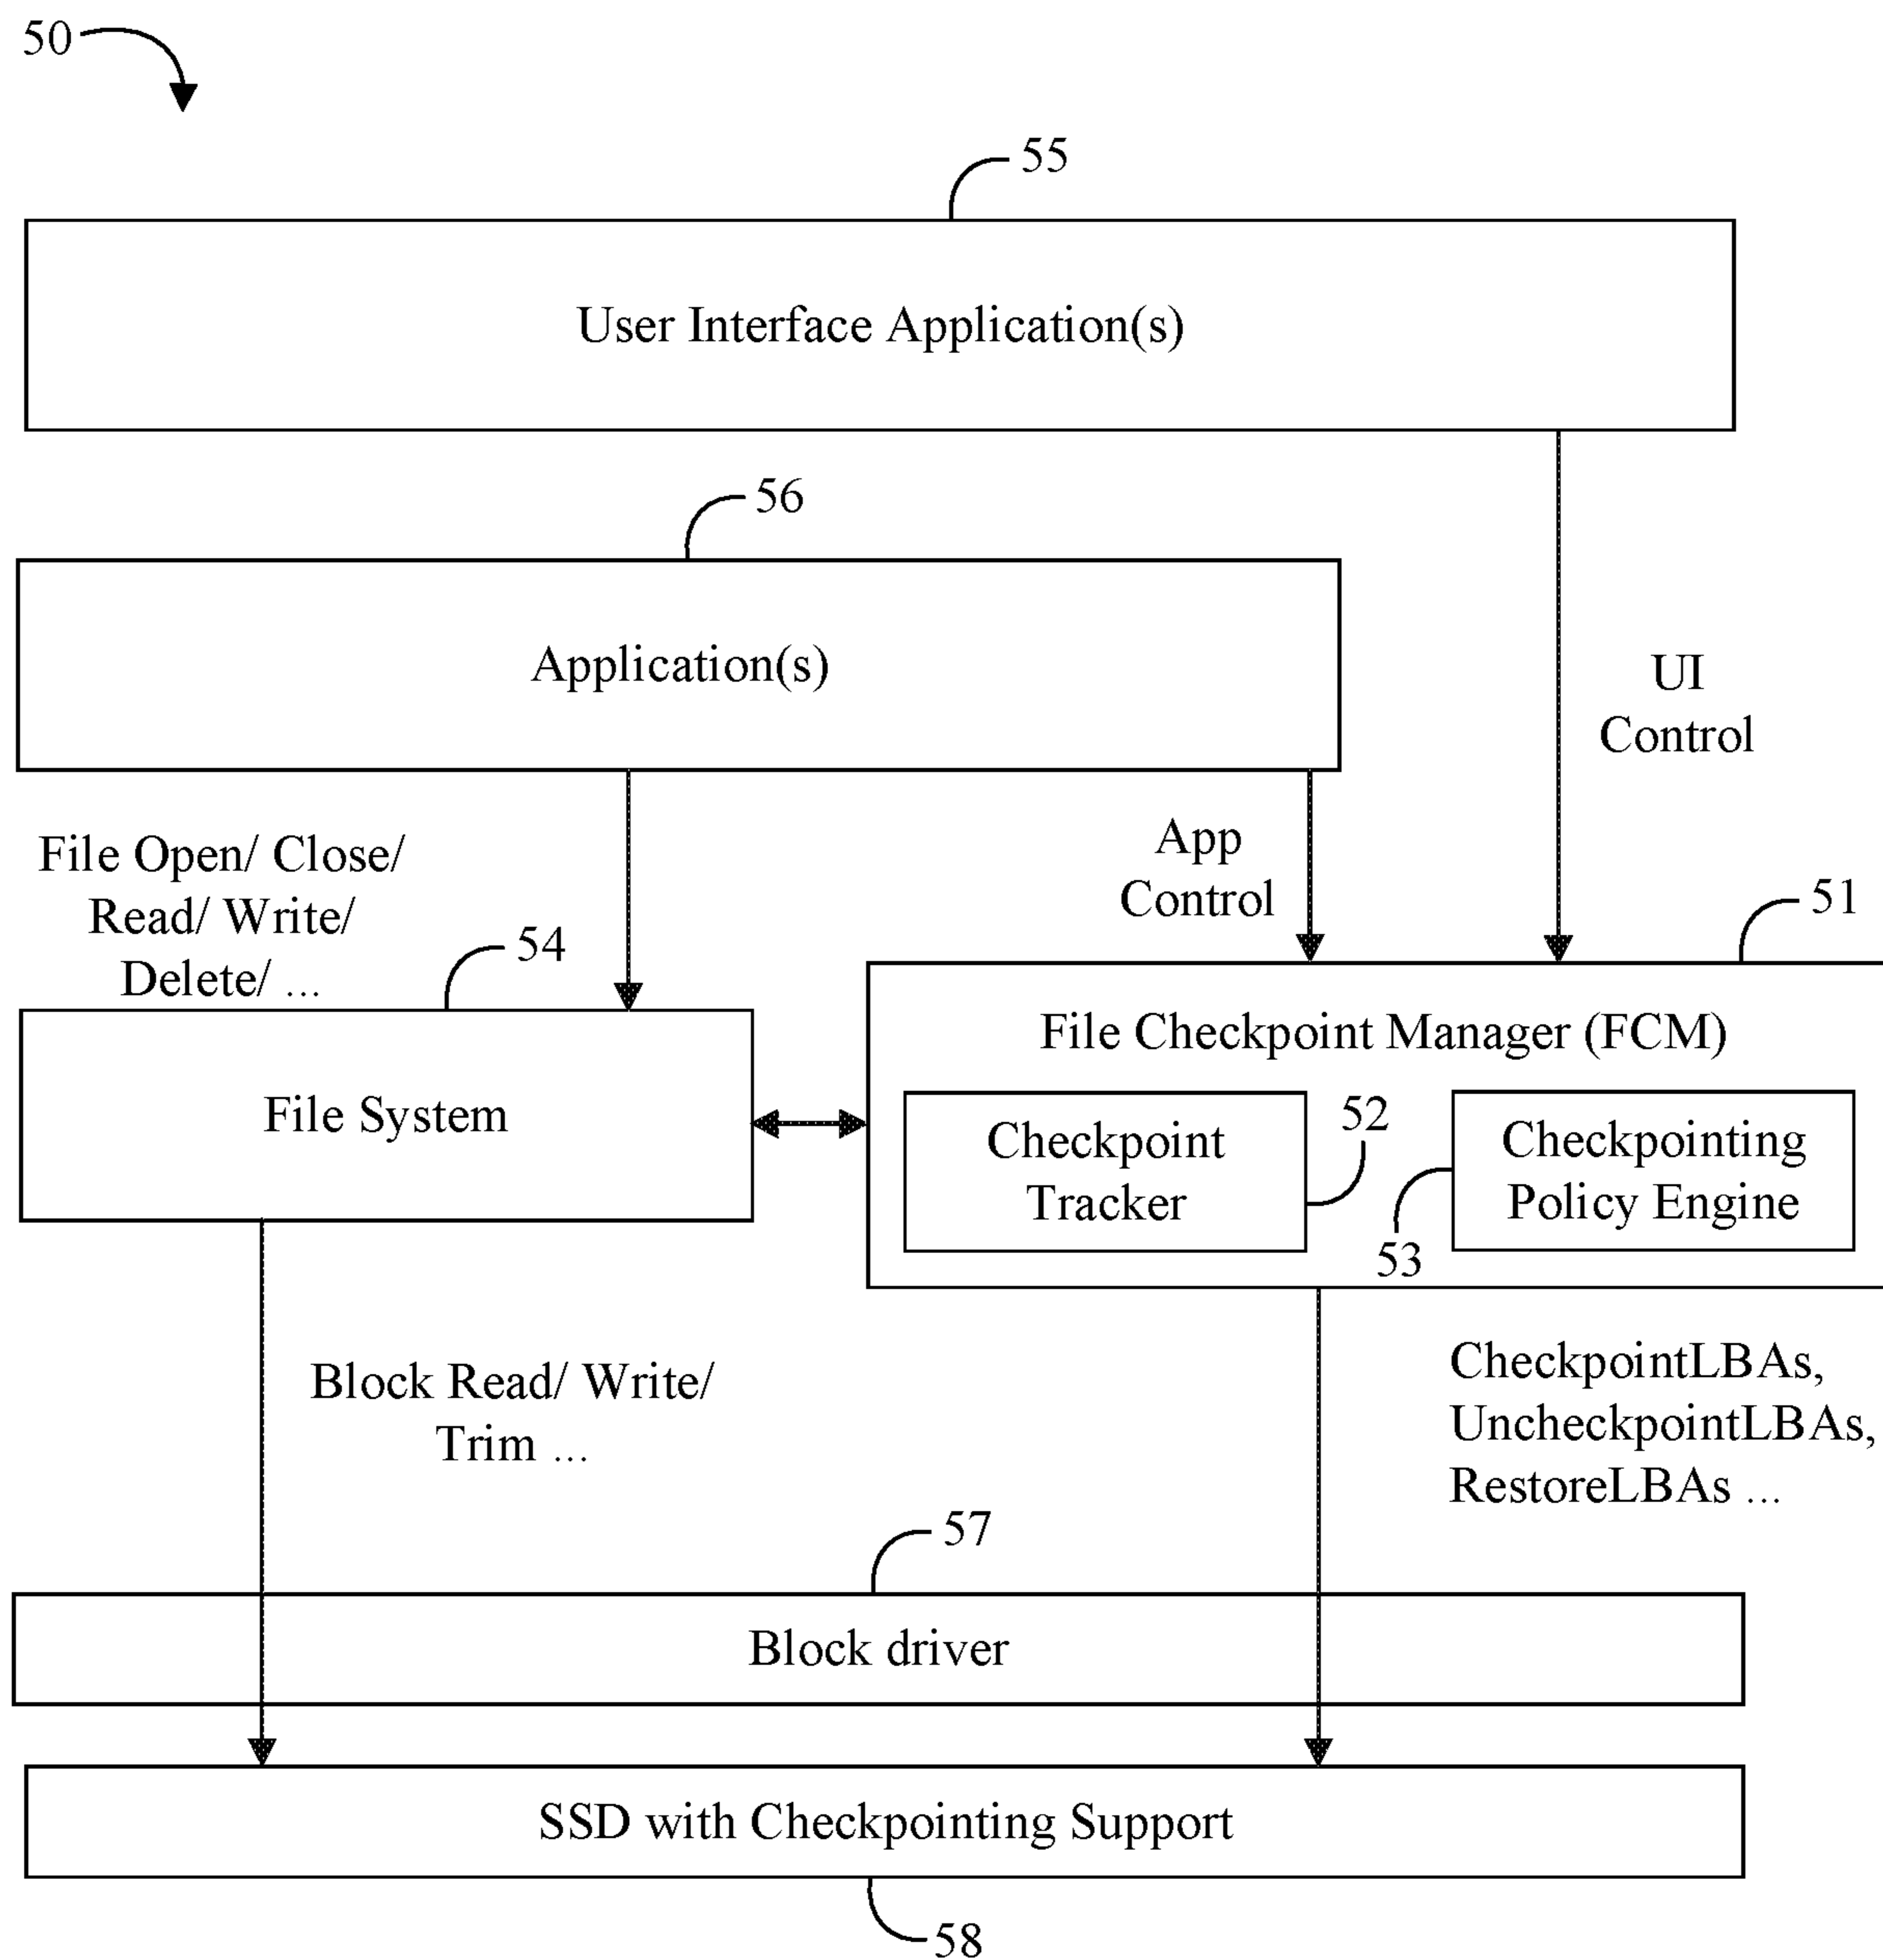 50
55
User Interface Application(s)
56
Application(s)
UI
Control
File Open/ Close/
Read/ Write/
Delete/ ...
App
Control
54
51
File System
File Checkpoint Manager (FCM)
Checkpoint
Tracker
52
53
Checkpointing
Policy Engine
Block Read/ Write/
Trim ...
CheckpointLBAs,
UncheckpointLBAs,
RestoreLBAs ...
57
Block driver
SSD with Checkpointing Support
58